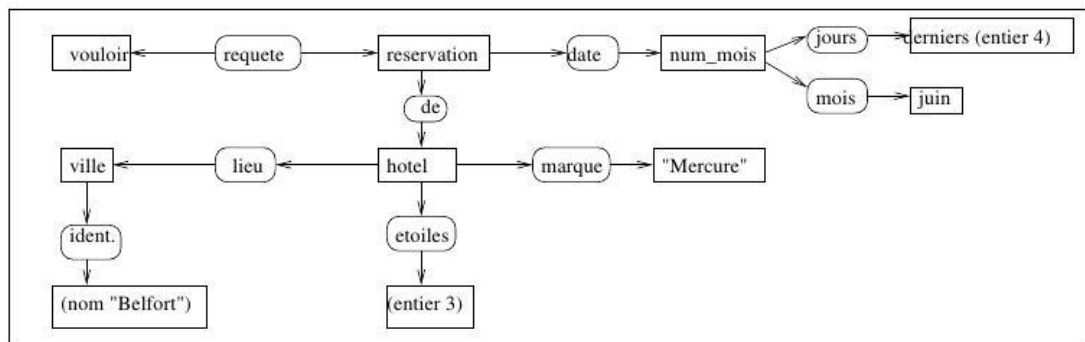 vouloir requete reservation date num_mois jours derniers (entier 4)
mois juin
de
ville lieu hotel marque "Mercure"
ident. etoiles
(nom "Belfort") (entier 3)